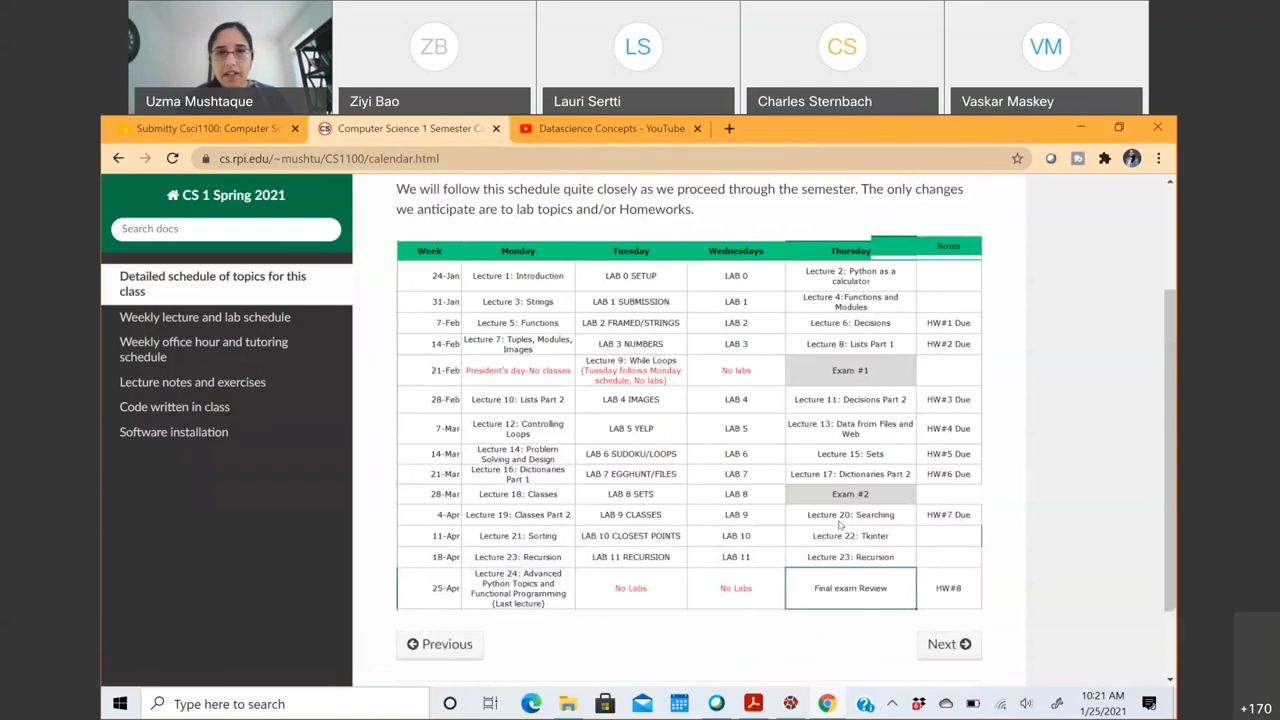 ZB
LS
CS
VM
Uzma Mushtaque
Ziyi Bao
Lauri Sertti
Charles Sternbach
Vaskar Maskey
Submitty Csci1100: Computer Sc
CS
Computer Science 1 Semester Ca
Datascience Concepts - YouTube
cs.rpi.edu/~mushtu/CS1100/calendar.html
CS 1 Spring 2021
Search docs
Detailed schedule of topics for this
class
Weekly lecture and lab schedule
Weekly office hour and tutoring
schedule
Lecture notes and exercises
Code written in class
Software installation
We will follow this schedule quite closely as we proceed through the semester. The only changes
we anticipate are to lab topics and/or Homeworks.
Week Monday Tuesday Wednesdays Thursday Notes
24-Jan Lecture 1: Introduction LAB 0 SETUP LAB 0 Lecture 2: Python as a
calculator
31-Jan Lecture 3: Strings LAB 1 SUBMISSION LAB 1 Lecture 4:Functions and
Modules
7-Feb Lecture 5: Functions LAB 2 FRAMED/STRINGS LAB 2 Lecture 6: Decisions HW#1 Due
14-Feb Lecture 7: Tuples, Modules,
Images LAB 3 NUMBERS LAB 3 Lecture 8: Lists Part 1 HW#2 Due
21-Feb President's day-No classes Lecture 9: While Loops
(Tuesday follows Monday
schedule, No labs) No labs Exam #1
28-Feb Lecture 10: Lists Part 2 LAB 4 IMAGES LAB 4 Lecture 11: Decisions Part 2 HW#3 Due
7-Mar Lecture 12: Controlling
Loops LAB 5 YELP LAB 5 Lecture 13: Data from Files and
Web HW#4 Due
14-Mar Lecture 14: Problem
Solving and Design LAB 6 SUDOKU/LOOPS LAB 6 Lecture 15: Sets HW#5 Due
21-Mar Lecture 16: Dictionaries
Part 1 LAB 7 EGGHUNT/FILES LAB 7 Lecture 17: Dictionaries Part 2 HW#6 Due
28-Mar Lecture 18: Classes LAB 8 SETS LAB 8 Exam #2
4-Apr Lecture 19: Classes Part 2 LAB 9 CLASSES LAB 9 Lecture 20: Searching HW#7 Due
11-Apr Lecture 21: Sorting LAB 10 CLOSEST POINTS LAB 10 Lecture 22: Tkinter
18-Apr Lecture 23: Recursion LAB 11 RECURSION LAB 11 Lecture 23: Recursion
25-Apr Lecture 24: Advanced
Python Topics and
Functional Programming
(Last lecture) No Labs No Labs Final exam Review HW#8
Previous
Next
Type here to search
10:21 AM
1/25/2021
+170